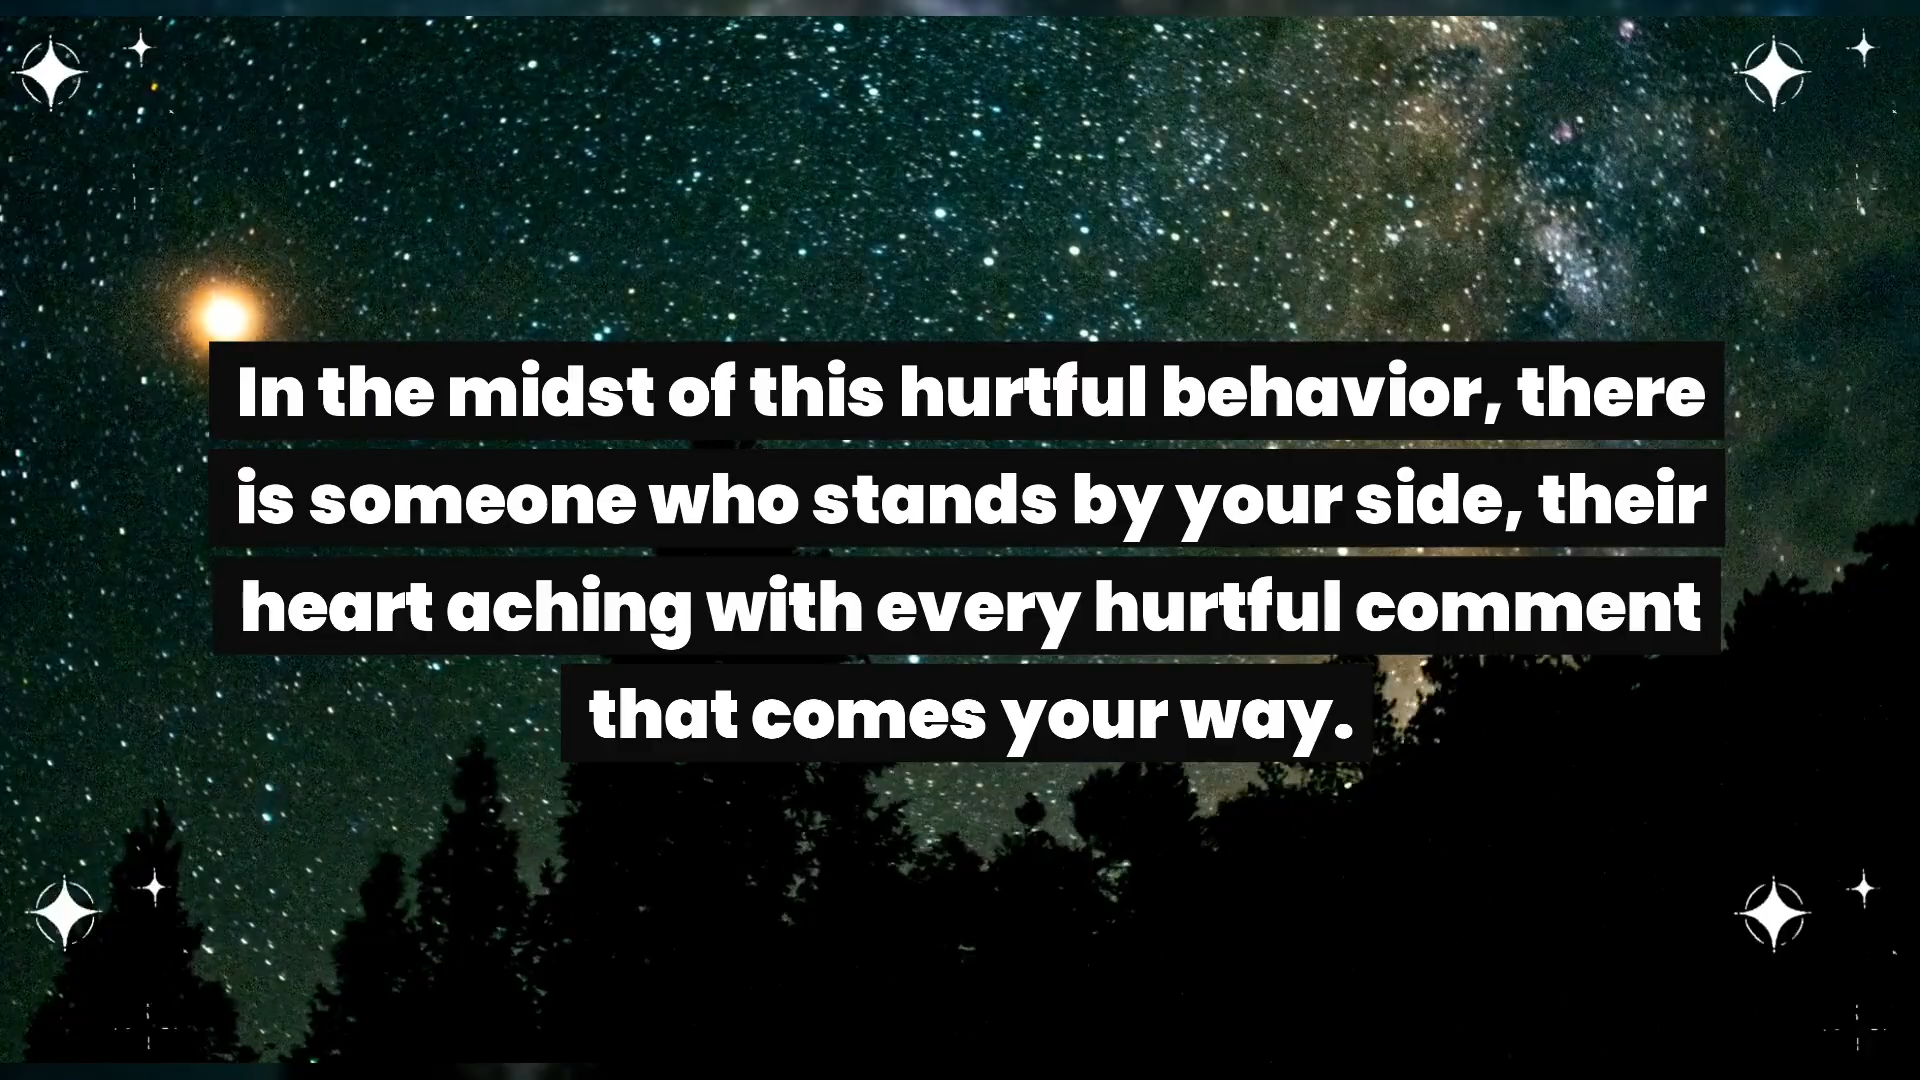 In the midst of this hurtful behavior, there
is someone who stands by your side, their
heart aching with every hurtful comment
that comes your way.